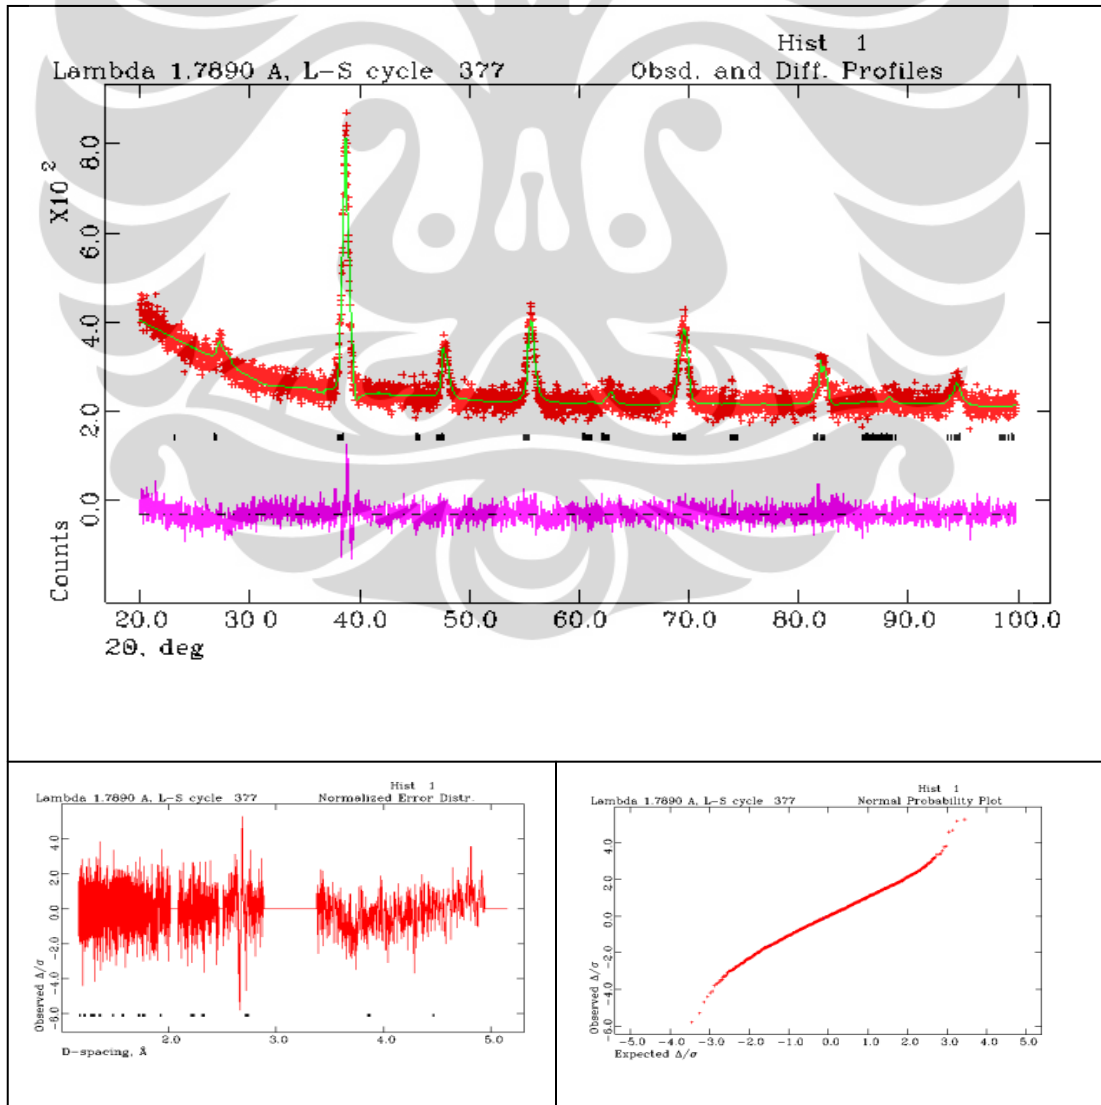 Hist 1
Lambda 1.7890 A, L-S cycle 377 Obsd. and Diff. Profiles
X10 2
8.0
6.0
4.0
2.0
0.0
Counts
20.0 30.0 40.0 50.0 60.0 70.0 80.0 90.0 100.0
2Θ, deg
Hist 1
Lambda 1.7890 A, L-S cycle 377 Normalized Error Distr.
Observed Δ/σ
4.0
2.0
0.0
-2.0
-4.0
-6.0
2.0 3.0 4.0 5.0
D-spacing, Å
Hist 1
Lambda 1.7890 A, L-S cycle 377 Normal Probability Plot
Observed Δ/σ
4.0
2.0
0.0
-2.0
-4.0
-6.0
-5.0 -4.0 -3.0 -2.0 -1.0 0.0 1.0 2.0 3.0 4.0 5.0
Expected Δ/σ